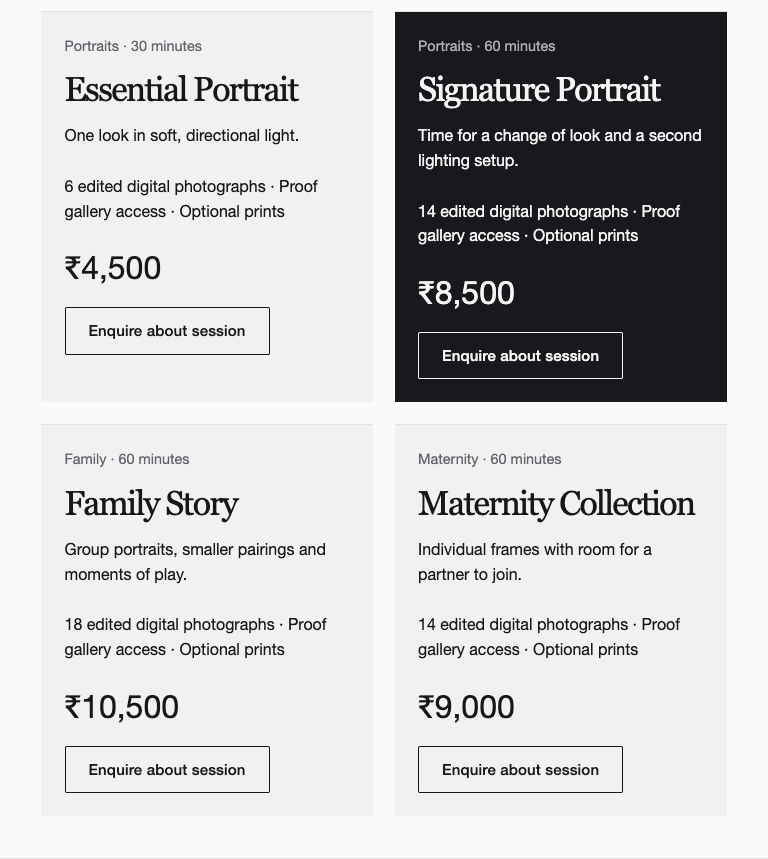 Portraits · 30 minutes
Essential Portrait
One look in soft, directional light.
6 edited digital photographs · Proof
gallery access · Optional prints
₹4,500
Enquire about session
Portraits · 60 minutes
Signature Portrait
Time for a change of look and a second
lighting setup.
14 edited digital photographs · Proof
gallery access · Optional prints
₹8,500
Enquire about session
Family · 60 minutes
Family Story
Group portraits, smaller pairings and
moments of play.
18 edited digital photographs · Proof
gallery access · Optional prints
₹10,500
Enquire about session
Maternity · 60 minutes
Maternity Collection
Individual frames with room for a
partner to join.
14 edited digital photographs · Proof
gallery access · Optional prints
₹9,000
Enquire about session